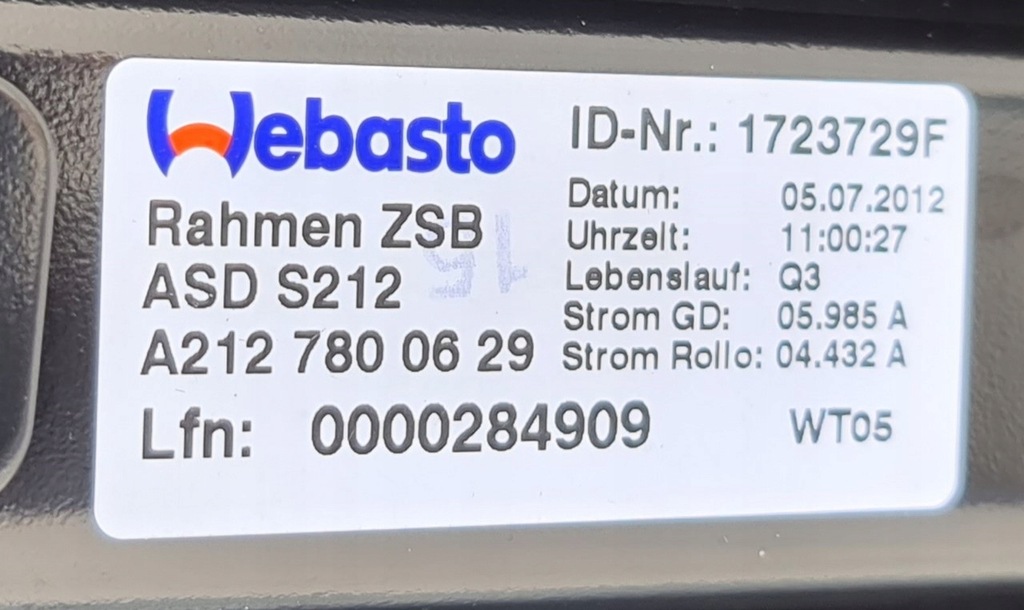 Webasto
Rahmen ZSB
ASD S212
A212 780 06 29
Lfn: 0000284909
ID-Nr.: 1723729F
Datum: 05.07.2012
Uhrzeit: 11:00:27
Lebenslauf: Q3
Strom GD: 05.985 A
Strom Rollo: 04.432 A
WT05